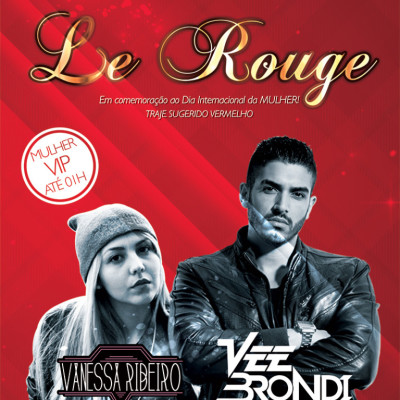 Le Rouge
Em comemoração ao Dia Internacional da MULHER!
TRAJE SUGERIDO VERMELHO
MULHER
VIP
ATÉ 01H
VANESSA RIBEIRO
VEE
BRONDI